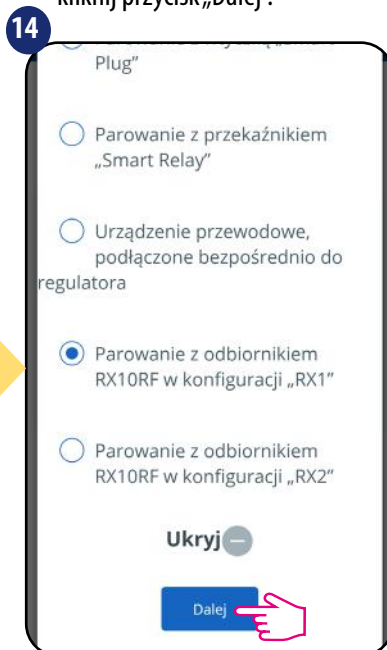 kliknij przycisk „Dalej”.
14
Plug”
Parowanie z przekaźnikiem
„Smart Relay”
Urządzenie przewodowe,
podłączone bezpośrednio do
regulatora
Parowanie z odbiornikiem
RX10RF w konfiguracji „RX1”
Parowanie z odbiornikiem
RX10RF w konfiguracji „RX2”
Ukryj
Dalej